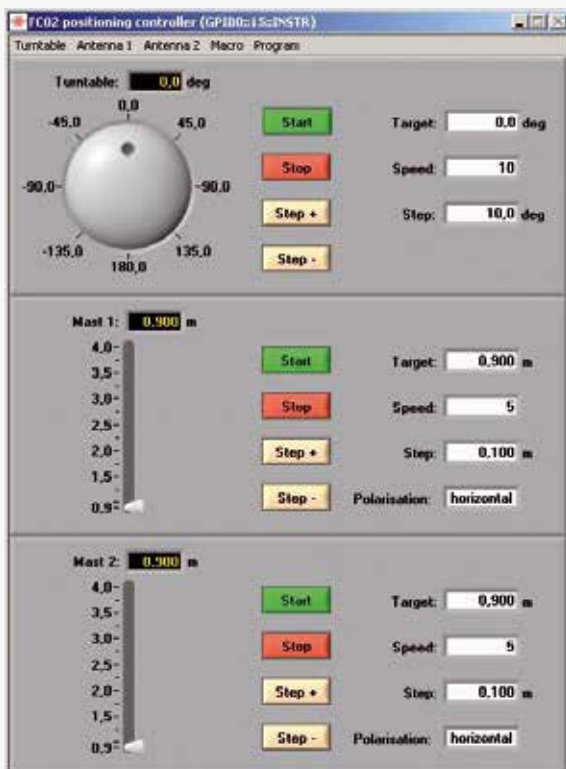 TC02 positioning controller (GPIB0::15::INSTR)
Turntable Antenna 1 Antenna 2 Macro Program
Turntable: 0,0 deg
0,0
-45,0 45,0
-90,0 -90,0
-135,0 135,0
180,0
Start
Stop
Step +
Step -
Target: 0,0 deg
Speed: 10
Step: 10,0 deg
Mast 1: 0,900 m
4,0
3,5
3,0
2,5
2,0
1,5
0,9
Start
Stop
Step +
Step -
Target: 0,900 m
Speed: 5
Step: 0,100 m
Polarisation: horizontal
Mast 2: 0,900 m
4,0
3,5
3,0
2,5
2,0
1,5
0,9
Start
Stop
Step +
Step -
Target: 0,900 m
Speed: 5
Step: 0,100 m
Polarisation: horizontal